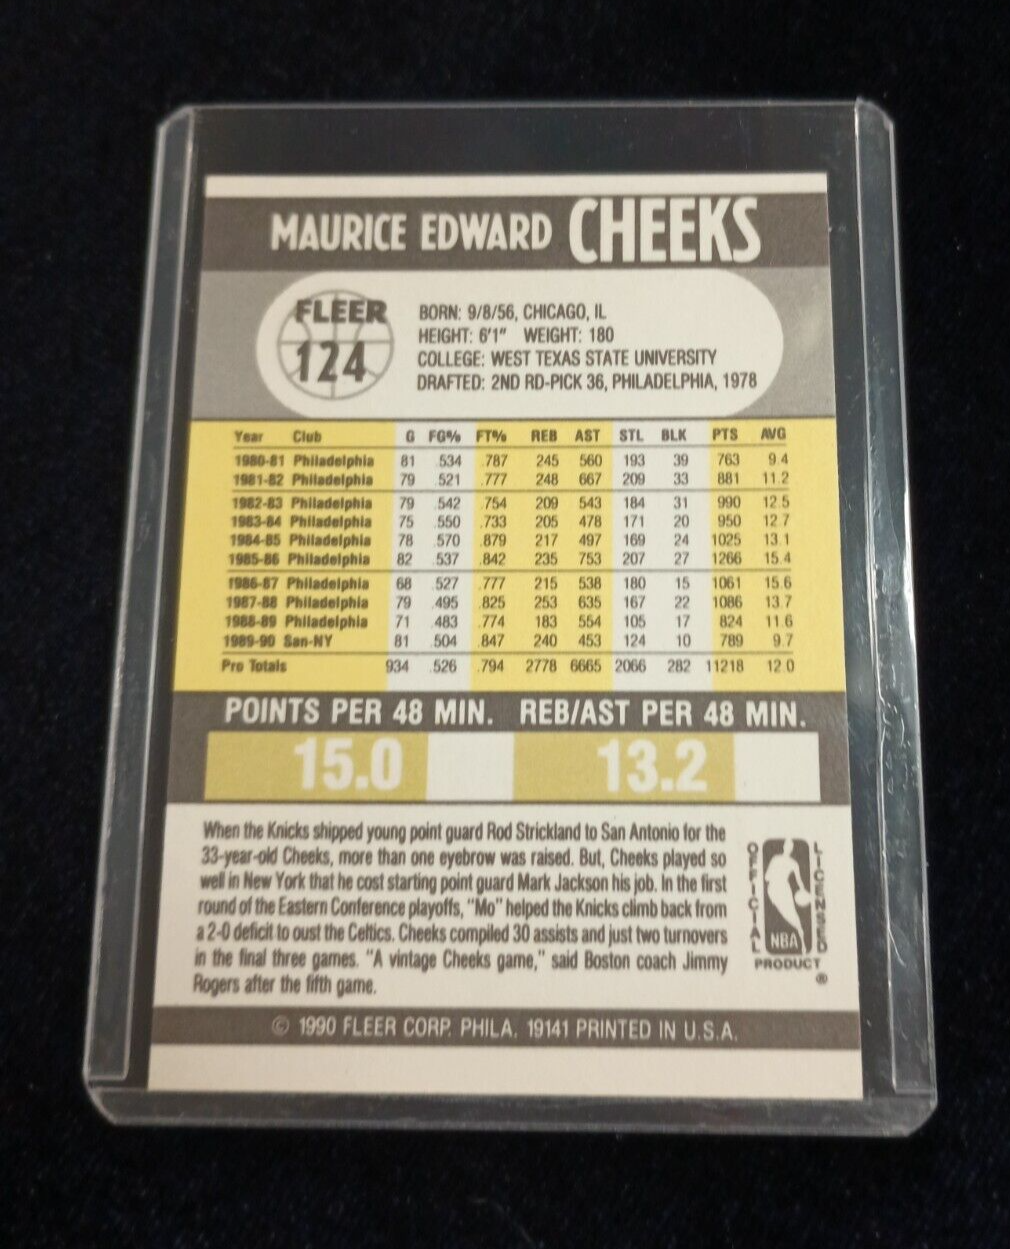 MAURICE EDWARD CHEEKS
FLEER
124
BORN: 9/8/56, CHICAGO, IL
HEIGHT: 6'1" WEIGHT: 180
COLLEGE: WEST TEXAS STATE UNIVERSITY
DRAFTED: 2ND RD-PICK 36, PHILADELPHIA, 1978
Year Club G FG% FT% REB AST STL BLK PTS AVG
1980-81 Philadelphia 81 .534 .787 245 560 193 39 763 9.4
1981-82 Philadelphia 79 .521 .777 248 667 209 33 881 11.2
1982-83 Philadelphia 79 .542 .754 209 543 184 31 990 12.5
1983-84 Philadelphia 75 .550 .733 205 478 171 20 950 12.7
1984-85 Philadelphia 78 .570 .879 217 497 169 24 1025 13.1
1985-86 Philadelphia 82 .537 .842 235 753 207 27 1266 15.4
1986-87 Philadelphia 68 .527 .777 215 538 180 15 1061 15.6
1987-88 Philadelphia 79 .495 .825 253 635 167 22 1086 13.7
1988-89 Philadelphia 71 .483 .774 183 554 105 17 824 11.6
1989-90 San-NY 81 .504 .847 240 453 124 10 789 9.7
Pro Totals 934 .526 .794 2778 6665 2066 282 11218 12.0
POINTS PER 48 MIN. REB/AST PER 48 MIN.
15.0 13.2
When the Knicks shipped young point guard Rod Strickland to San Antonio for the
33-year-old Cheeks, more than one eyebrow was raised. But, Cheeks played so
well in New York that he cost starting point guard Mark Jackson his job. In the first
round of the Eastern Conference playoffs, "Mo" helped the Knicks climb back from
a 2-0 deficit to oust the Celtics. Cheeks compiled 30 assists and just two turnovers
in the final three games. "A vintage Cheeks game," said Boston coach Jimmy
Rogers after the fifth game.
OFFICIAL
LICENSED
NBA
PRODUCT
®
© 1990 FLEER CORP. PHILA. 19141 PRINTED IN U.S.A.